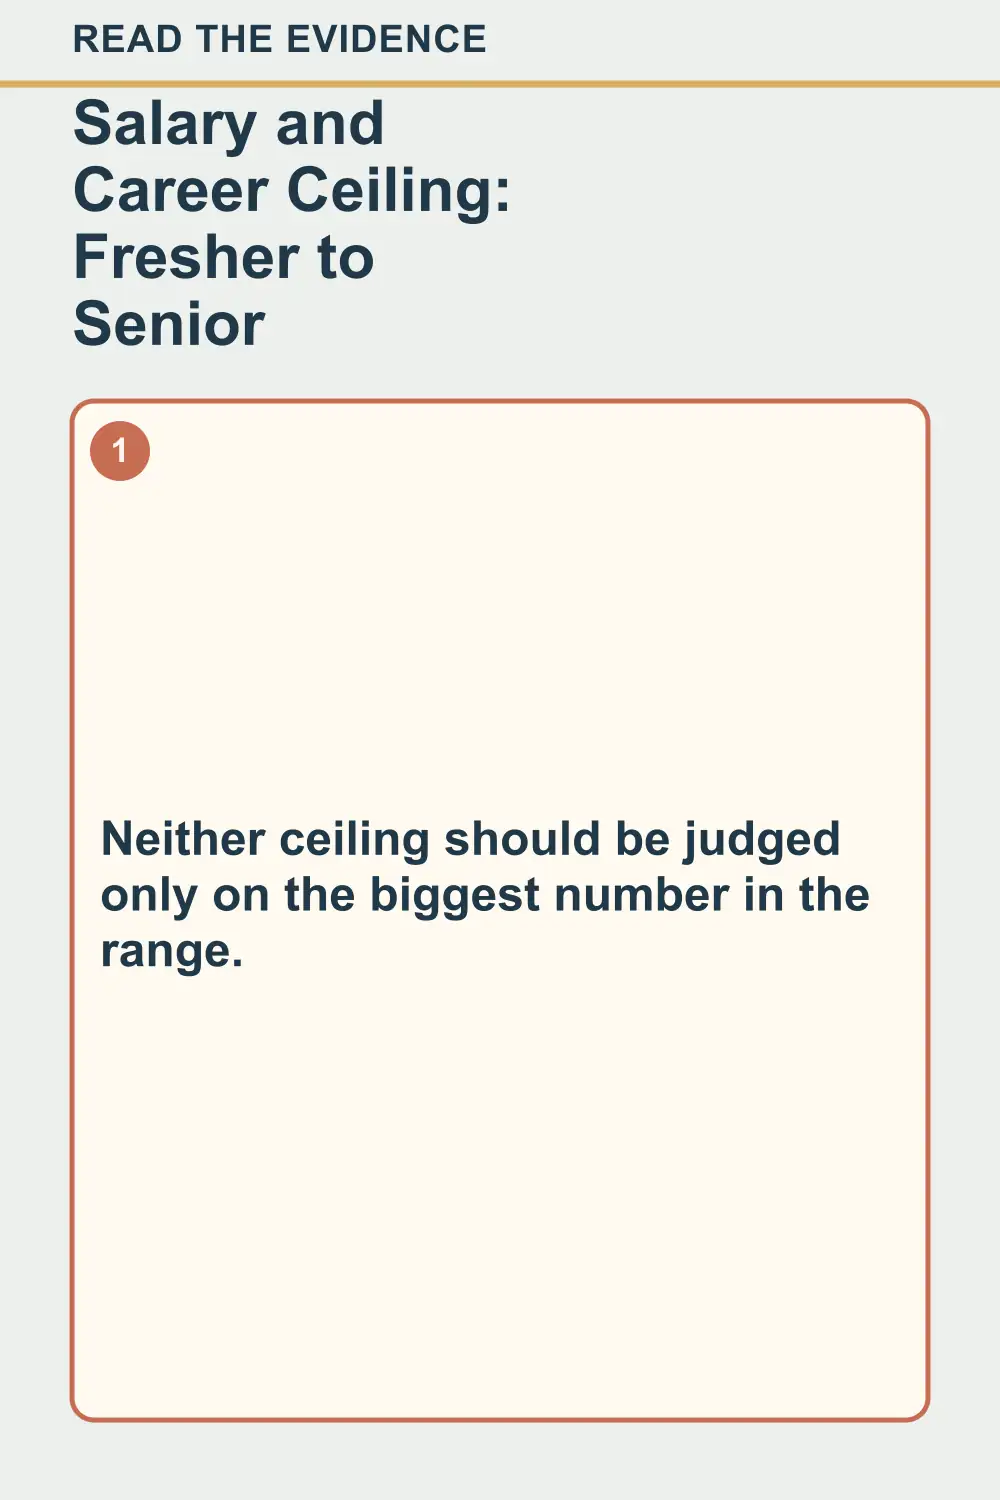 READ THE EVIDENCE
Salary and
Career Ceiling:
Fresher to
Senior
1
Neither ceiling should be judged
only on the biggest number in the
range.